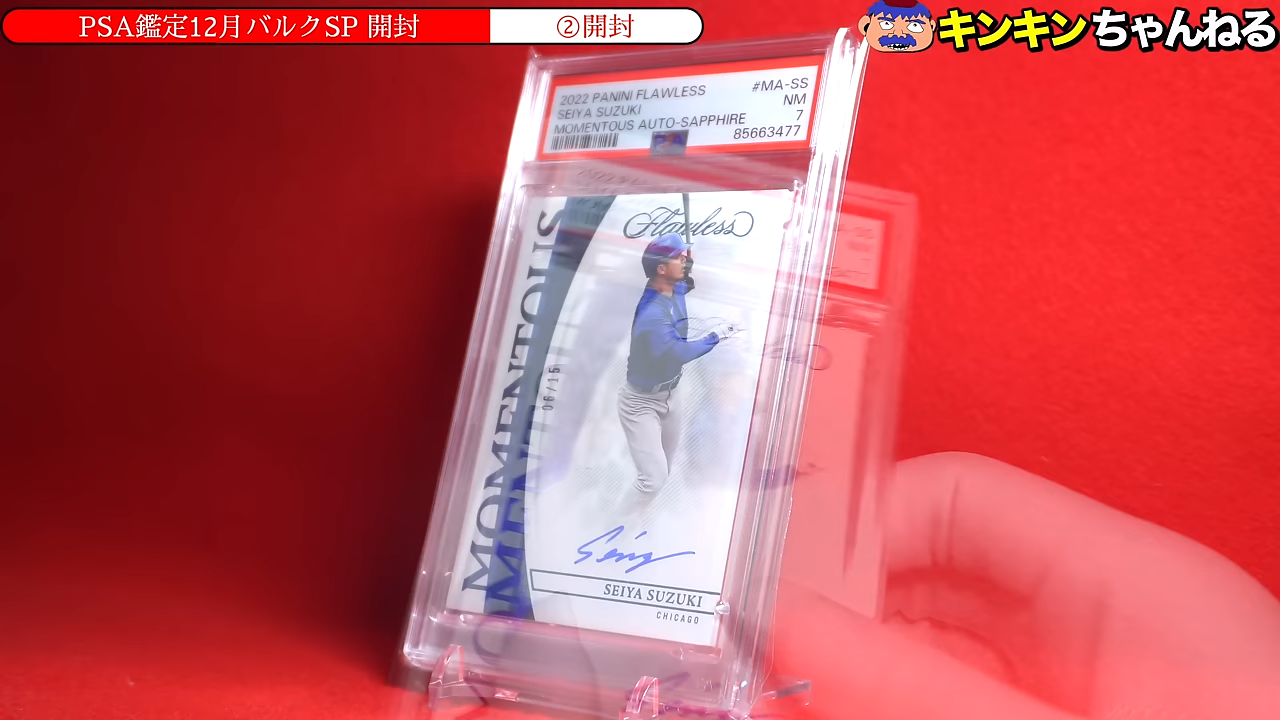 PSA鑑定12月バルクSP 開封
②開封
キンキンちゃんねる
2022 PANINI FLAWLESS #MA-SS
SEIYA SUZUKI NM
MOMENTOUS AUTO-SAPPHIRE 7
85663477
PSA
Flawless
MOMENTOUS
06/15
Seiy
SEIYA SUZUKI
CHICAGO